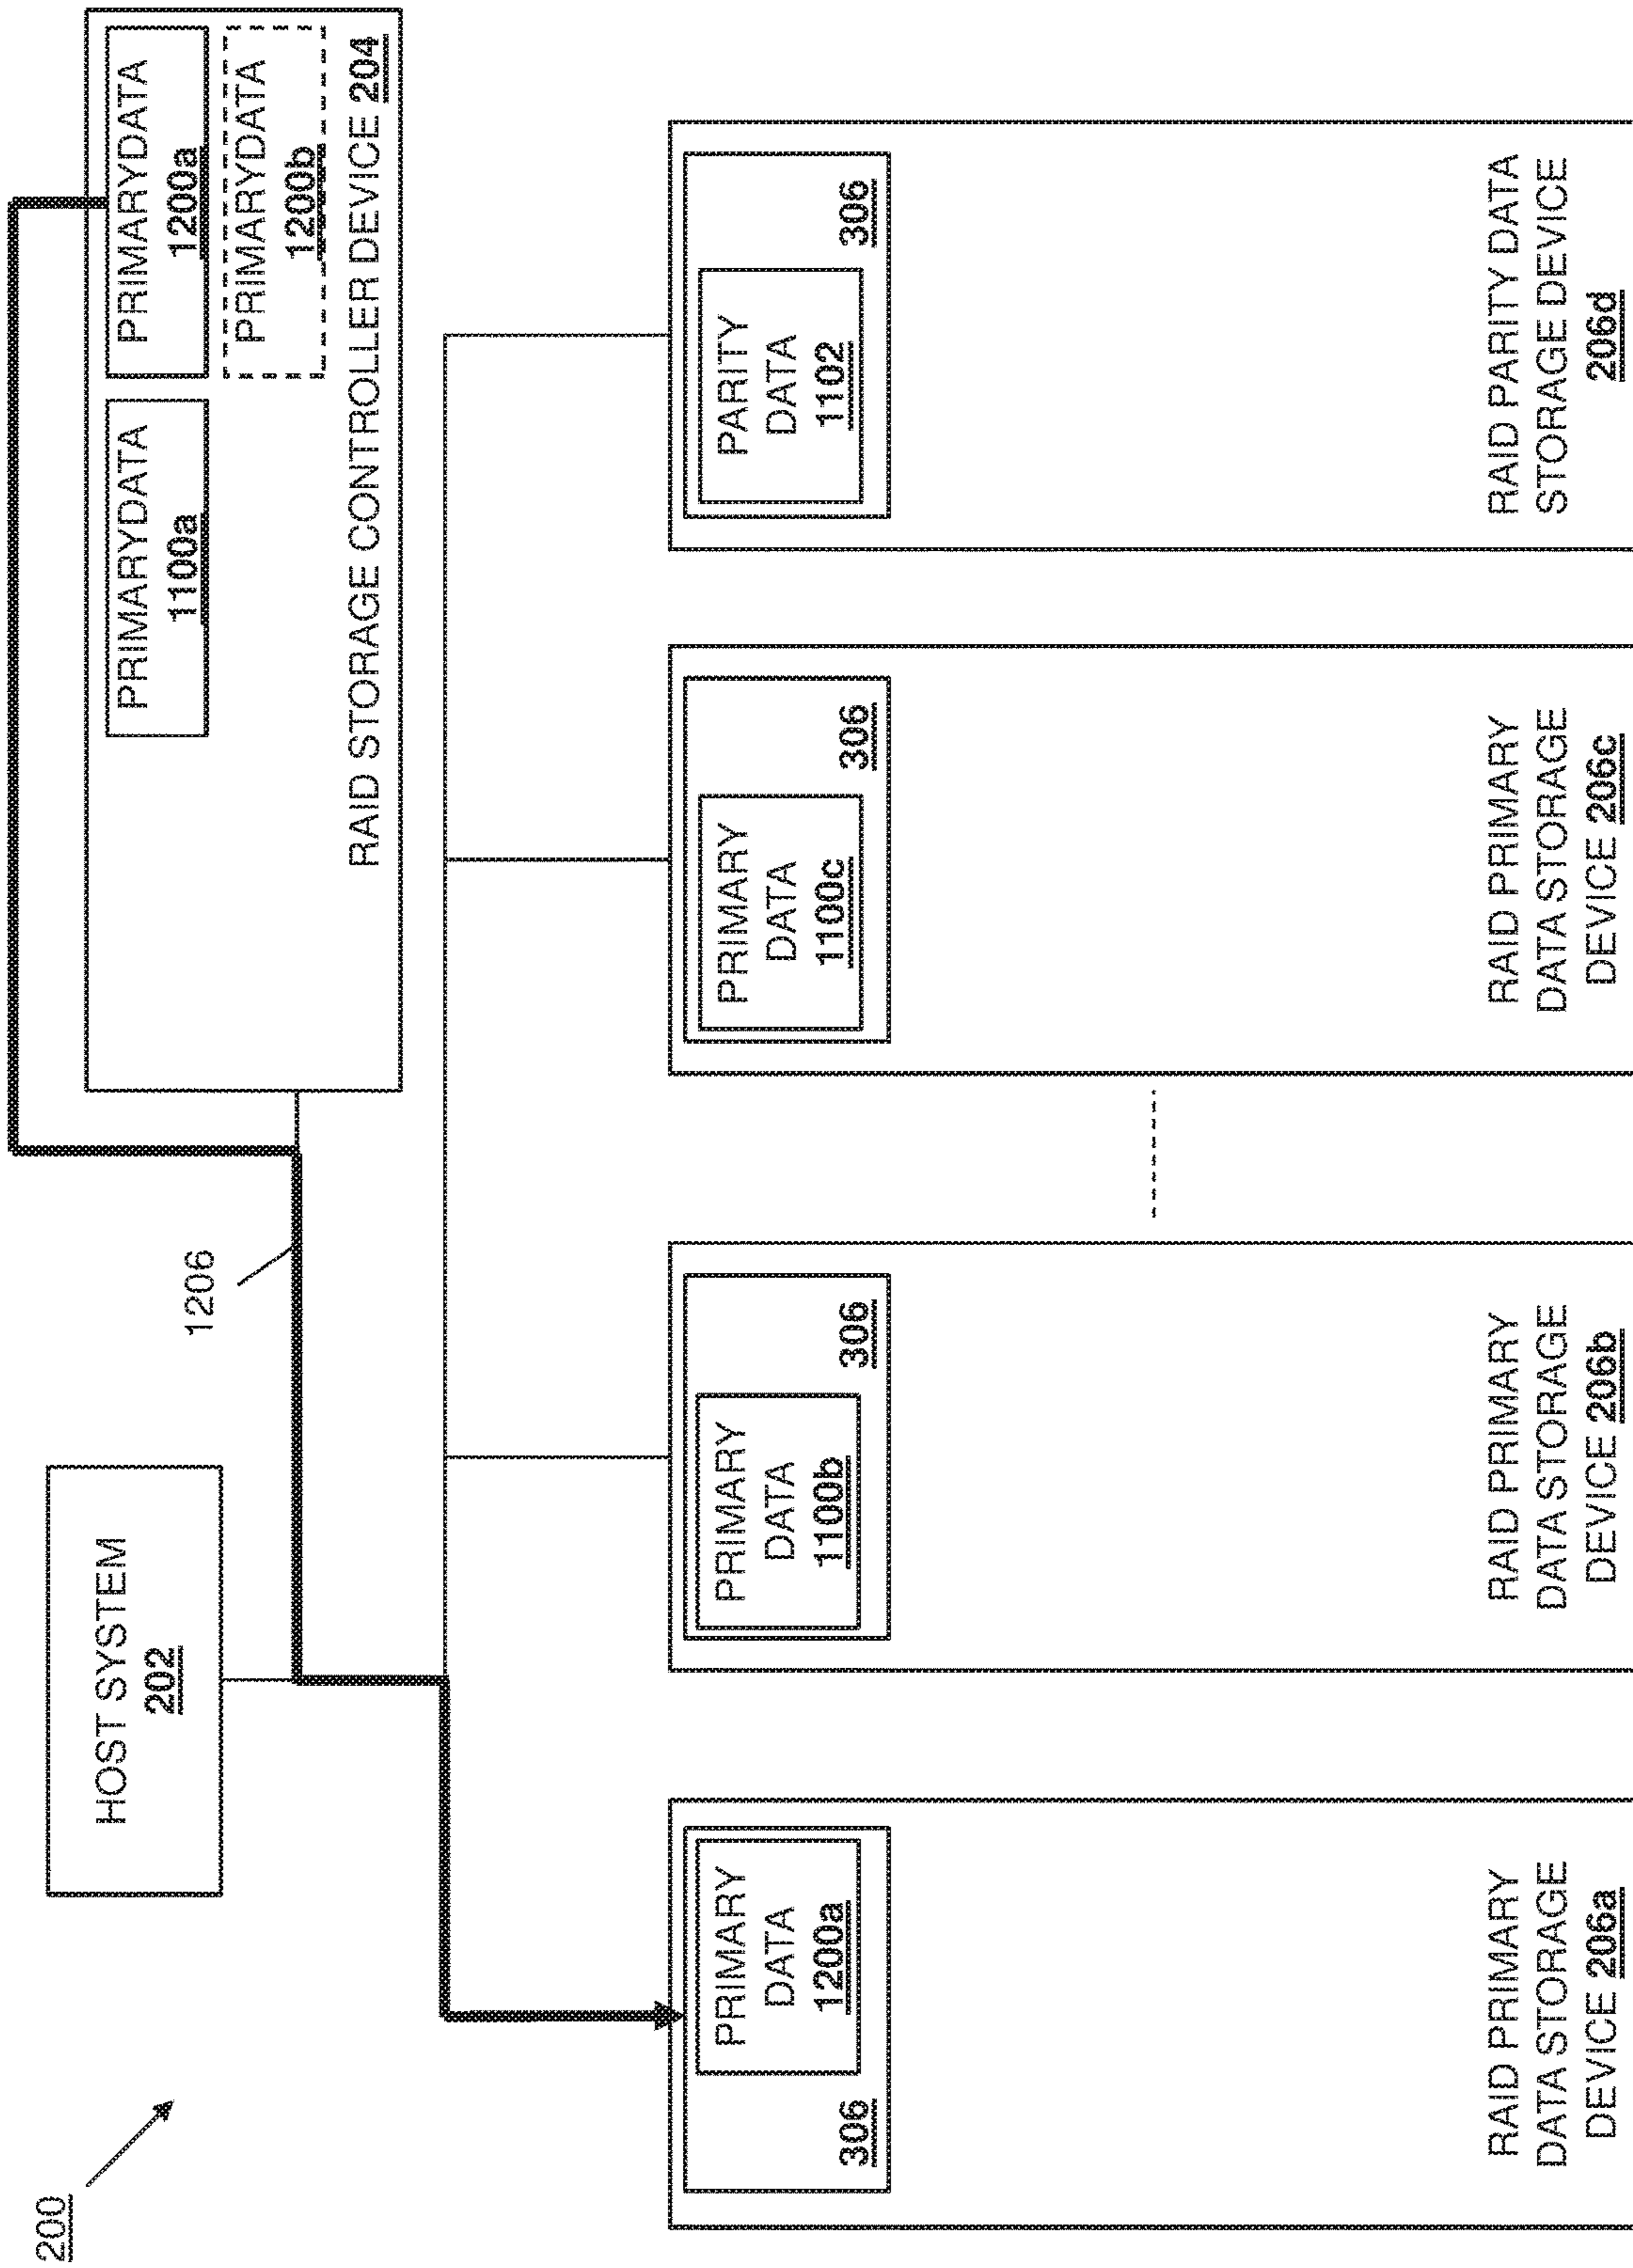 200
HOST SYSTEM
202
1206
PRIMARYDATA
1100a
PRIMARYDATA
1200a
PRIMARYDATA
1200b
RAID STORAGE CONTROLLER DEVICE 204
PRIMARY
DATA
1200a
306
RAID PRIMARY
DATA STORAGE
DEVICE 206a
PRIMARY
DATA
1100b
306
RAID PRIMARY
DATA STORAGE
DEVICE 206b
PRIMARY
DATA
1100c
306
RAID PRIMARY
DATA STORAGE
DEVICE 206c
PARITY
DATA
1102
306
RAID PARITY DATA
STORAGE DEVICE
206d